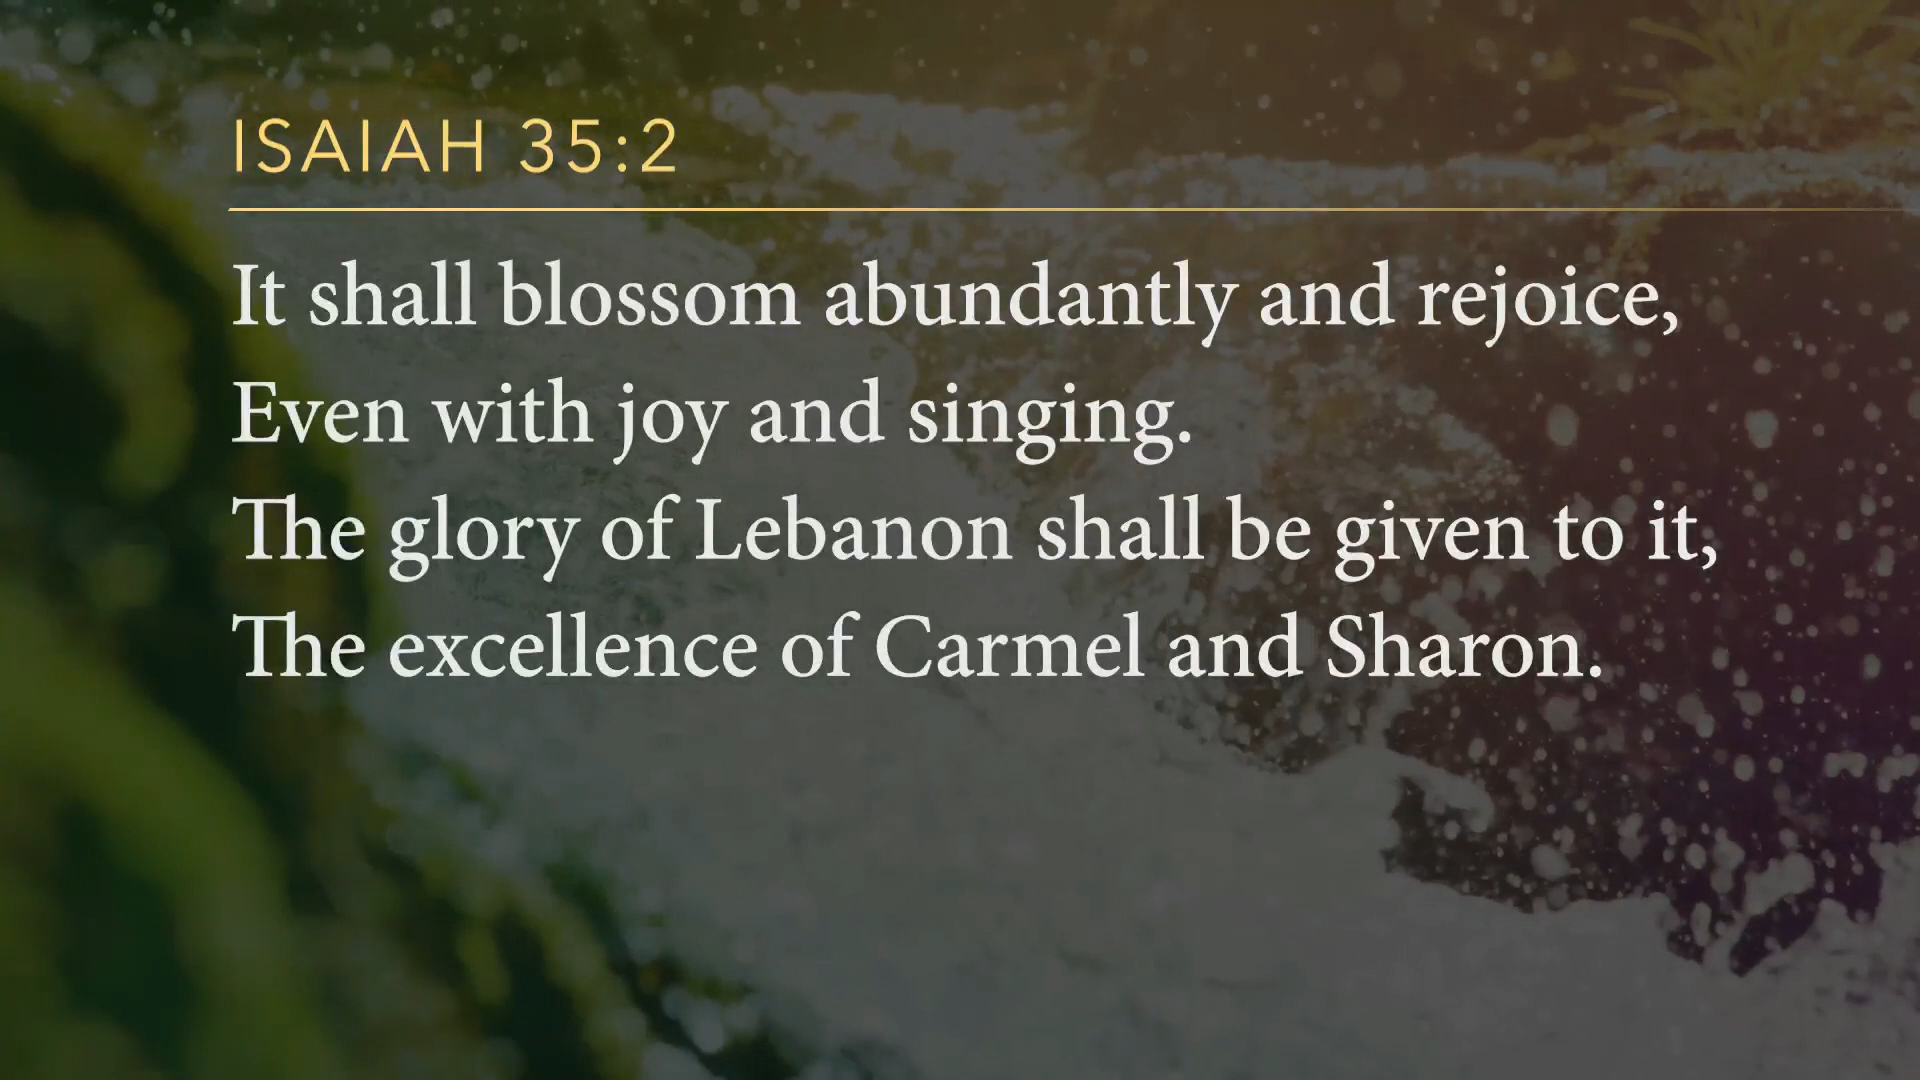 ISAIAH 35:2
It shall blossom abundantly and rejoice,
Even with joy and singing.
The glory of Lebanon shall be given to it,
The excellence of Carmel and Sharon.